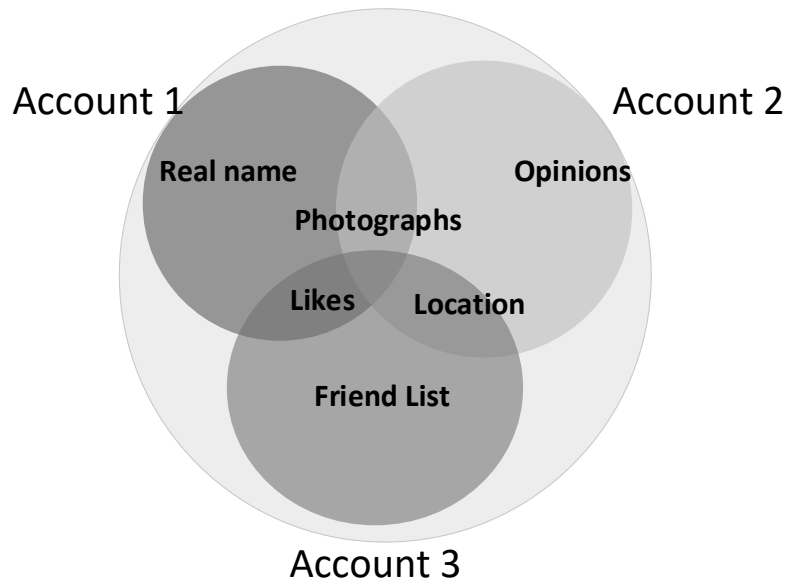 Account 1
Account 2
Real name
Opinions
Photographs
Likes
Location
Friend List
Account 3